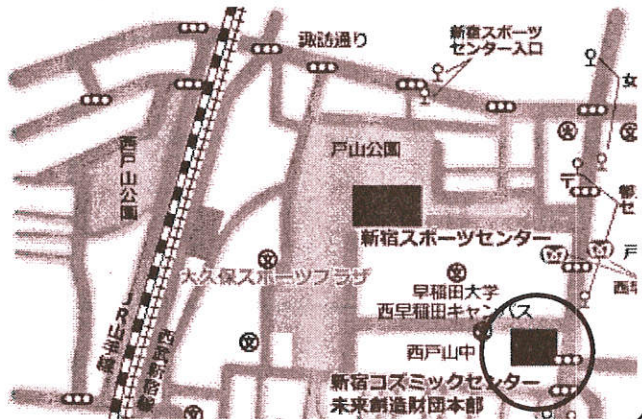 諏訪通り
新宿スポーツ
センター入口
女
戸山公園
西戸山公園
新宿スポーツセンター
大久保スポーツプラザ
戸
早稲田大学
西早稲田キャンパス
JR山手線
西武新宿線
西戸山中
新宿コズミックセンター
未来創造財団本部